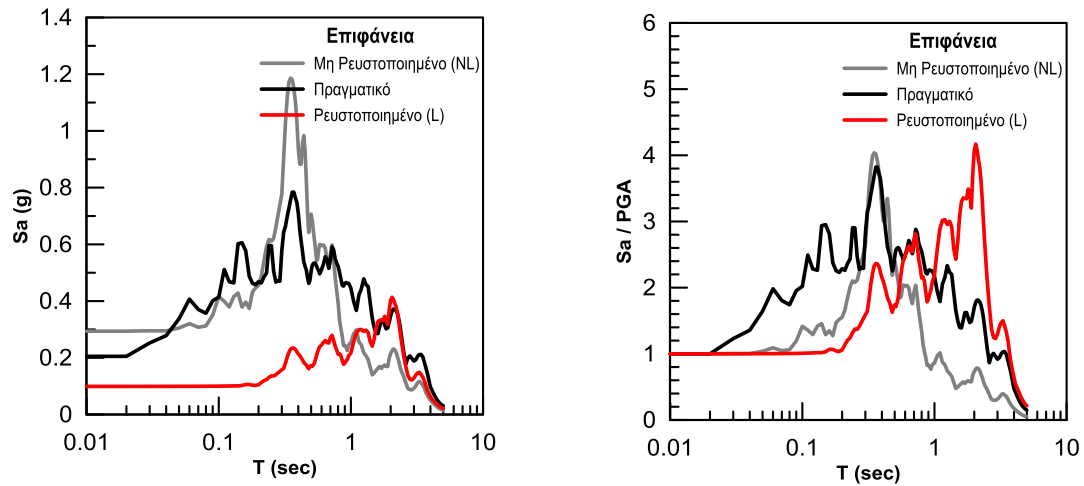 1.4
1.2
1
0.8
0.6
0.4
0.2
0
Sa (g)
0.01
0.1
1
10
T (sec)
Επιφάνεια
Μη Ρευστοποιημένο (NL)
Πραγματικό
Ρευστοποιημένο (L)
6
5
4
3
2
1
0
Sa / PGA
0.01
0.1
1
10
T (sec)
Επιφάνεια
Μη Ρευστοποιημένο (NL)
Πραγματικό
Ρευστοποιημένο (L)